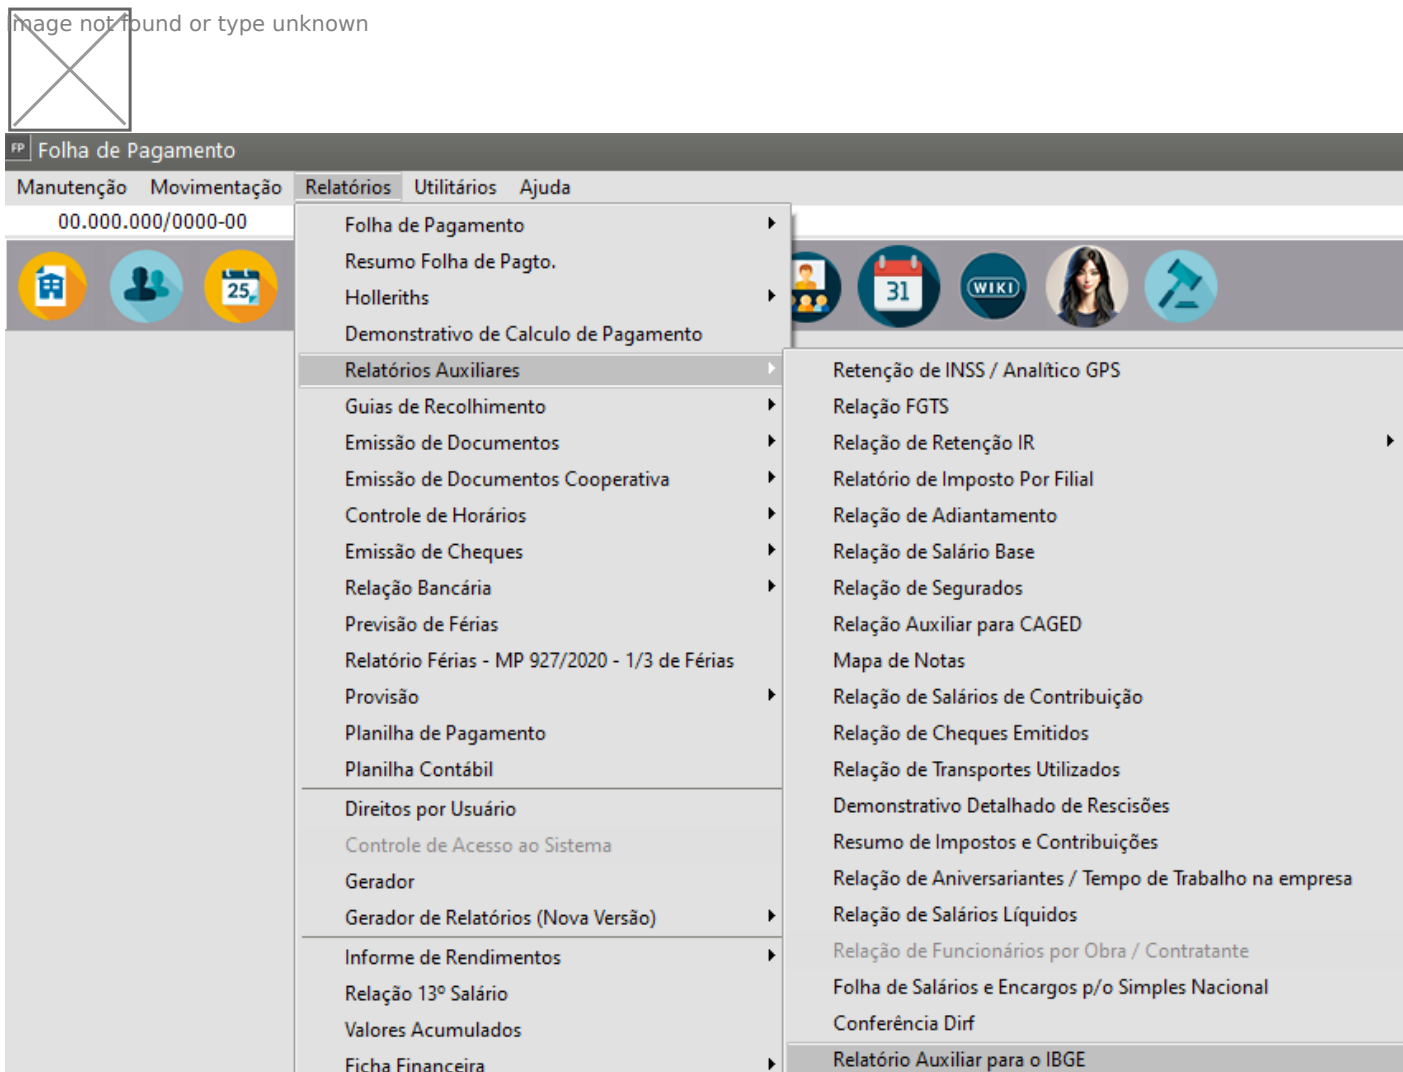 Image not found or type unknown
FP Folha de Pagamento
Manutenção Movimentação Relatórios Utilitários Ajuda
00.000.000/0000-00
25
31
WIKI
Folha de Pagamento
Resumo Folha de Pagto.
Holleriths
Demonstrativo de Calculo de Pagamento
Relatórios Auxiliares
Guias de Recolhimento
Emissão de Documentos
Emissão de Documentos Cooperativa
Controle de Horários
Emissão de Cheques
Relação Bancária
Previsão de Férias
Relatório Férias - MP 927/2020 - 1/3 de Férias
Provisão
Planilha de Pagamento
Planilha Contábil
Direitos por Usuário
Controle de Acesso ao Sistema
Gerador
Gerador de Relatórios (Nova Versão)
Informe de Rendimentos
Relação 13º Salário
Valores Acumulados
Ficha Financeira
Retenção de INSS / Analítico GPS
Relação FGTS
Relação de Retenção IR
Relatório de Imposto Por Filial
Relação de Adiantamento
Relação de Salário Base
Relação de Segurados
Relação Auxiliar para CAGED
Mapa de Notas
Relação de Salários de Contribuição
Relação de Cheques Emitidos
Relação de Transportes Utilizados
Demonstrativo Detalhado de Rescisões
Resumo de Impostos e Contribuições
Relação de Aniversariantes / Tempo de Trabalho na empresa
Relação de Salários Líquidos
Relação de Funcionários por Obra / Contratante
Folha de Salários e Encargos p/o Simples Nacional
Conferência Dirf
Relatório Auxiliar para o IBGE